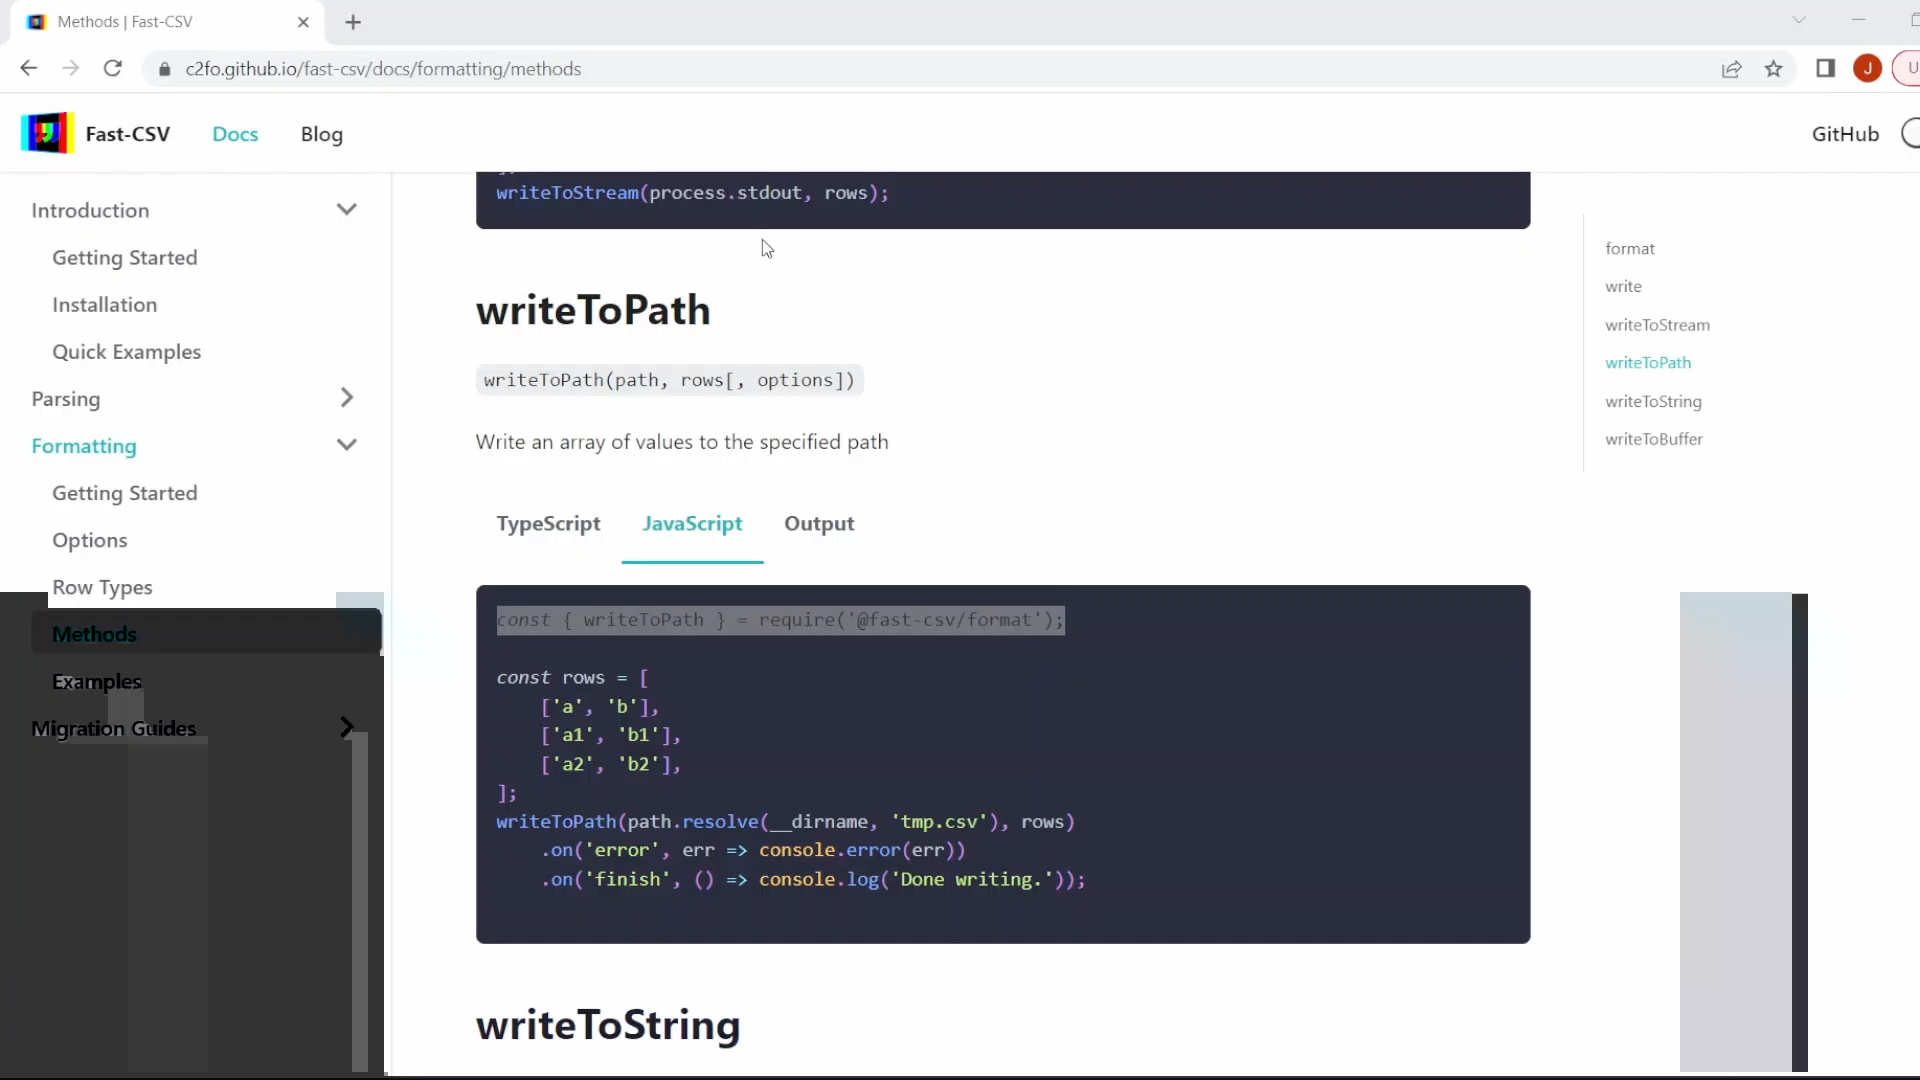 Methods | Fast-CSV
c2fo.github.io/fast-csv/docs/formatting/methods
J
U
Fast-CSV
Docs
Blog
GitHub
Introduction
Getting Started
Installation
Quick Examples
Parsing
Formatting
Getting Started
Options
Row Types
Methods
Examples
Migration Guides
writeToStream(process.stdout, rows);
writeToPath
writeToPath(path, rows[, options])
Write an array of values to the specified path
TypeScript
JavaScript
Output
const { writeToPath } = require('@fast-csv/format');
const rows = [
['a', 'b'],
['a1', 'b1'],
['a2', 'b2'],
];
writeToPath(path.resolve(__dirname, 'tmp.csv'), rows)
.on('error', err => console.error(err))
.on('finish', () => console.log('Done writing.'));
writeToString
format
write
writeToStream
writeToPath
writeToString
writeToBuffer